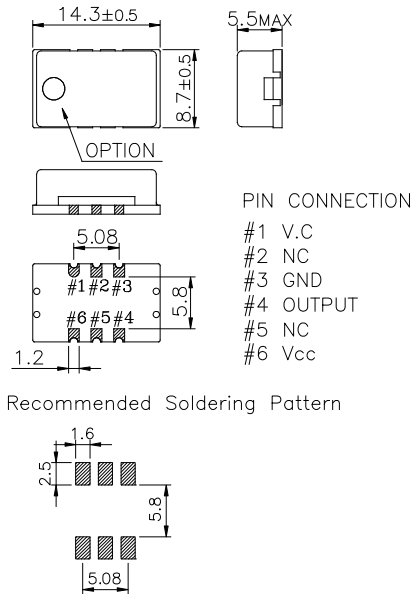 14.3±0.5
5.5MAX
8.7±0.5
OPTION
PIN CONNECTION
5.08
#1 V.C
#2 NC
#3 GND
#4 OUTPUT
#5 NC
#6 Vcc
#1 #2 #3
#6 #5 #4
5.8
1.2
Recommended Soldering Pattern
1.6
2.5
5.8
5.08